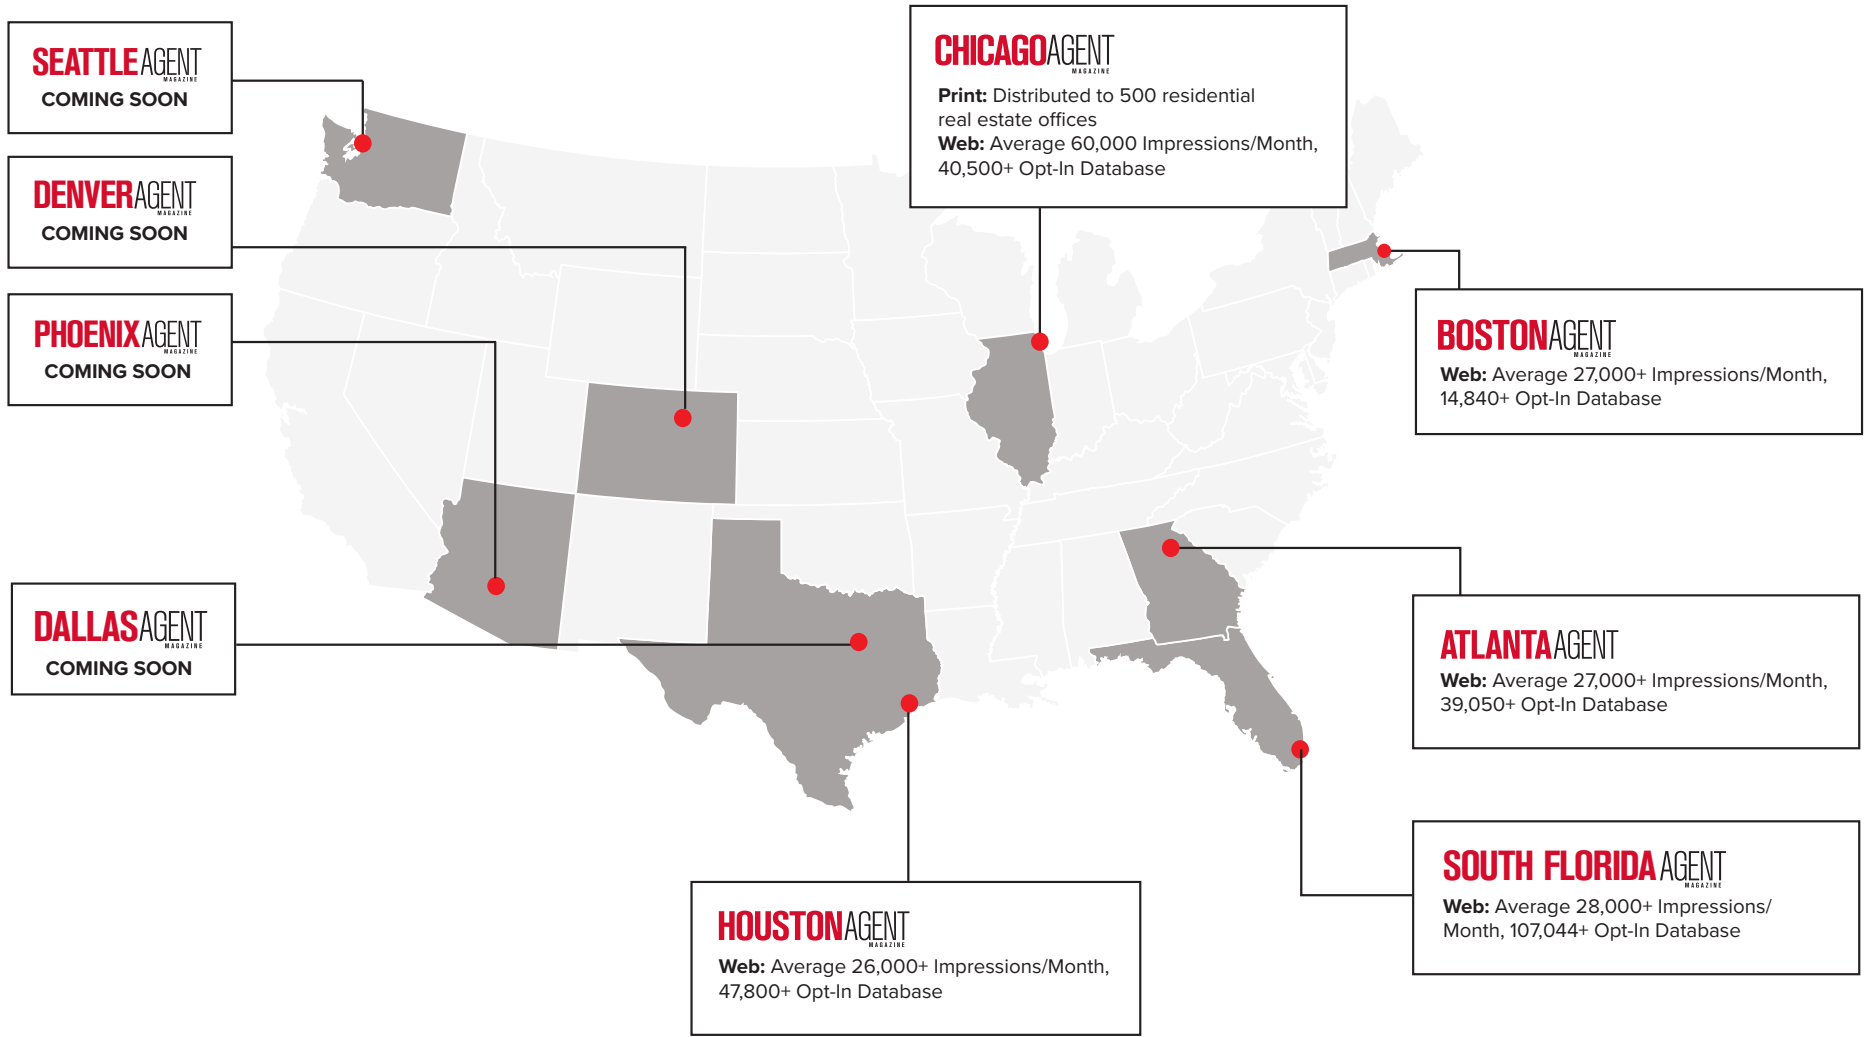 SEATTLE AGENT
MAGAZINE
COMING SOON
DENVER AGENT
MAGAZINE
COMING SOON
PHOENIX AGENT
MAGAZINE
COMING SOON
DALLAS AGENT
MAGAZINE
COMING SOON
CHICAGOAGENT
MAGAZINE
Print: Distributed to 500 residential
real estate offices
Web: Average 60,000 Impressions/Month,
40,500+ Opt-In Database
BOSTONAGENT
MAGAZINE
Web: Average 27,000+ Impressions/Month,
14,840+ Opt-In Database
ATLANTA AGENT
Web: Average 27,000+ Impressions/Month,
39,050+ Opt-In Database
SOUTH FLORIDA AGENT
MAGAZINE
Web: Average 28,000+ Impressions/
Month, 107,044+ Opt-In Database
HOUSTON AGENT
MAGAZINE
Web: Average 26,000+ Impressions/Month,
47,800+ Opt-In Database